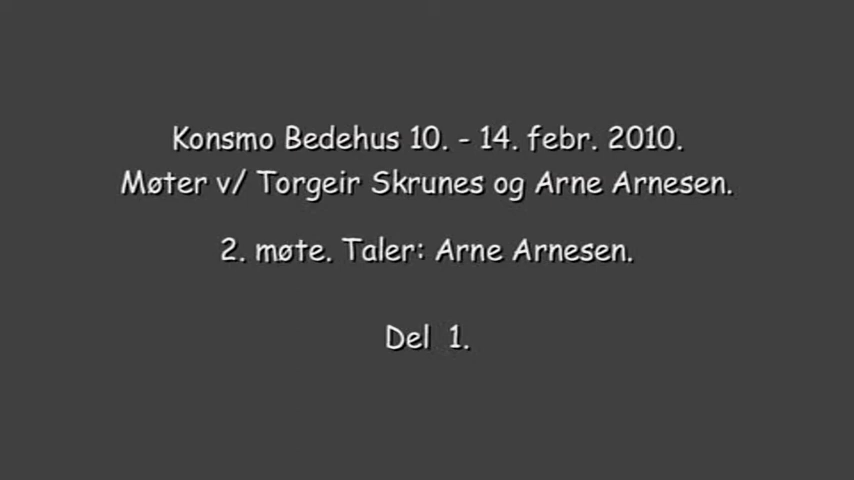 Konsmo Bedehus 10. - 14. febr. 2010.
Møter v/ Torgeir Skrunes og Arne Arnesen.
2. møte. Taler: Arne Arnesen.
Del 1.